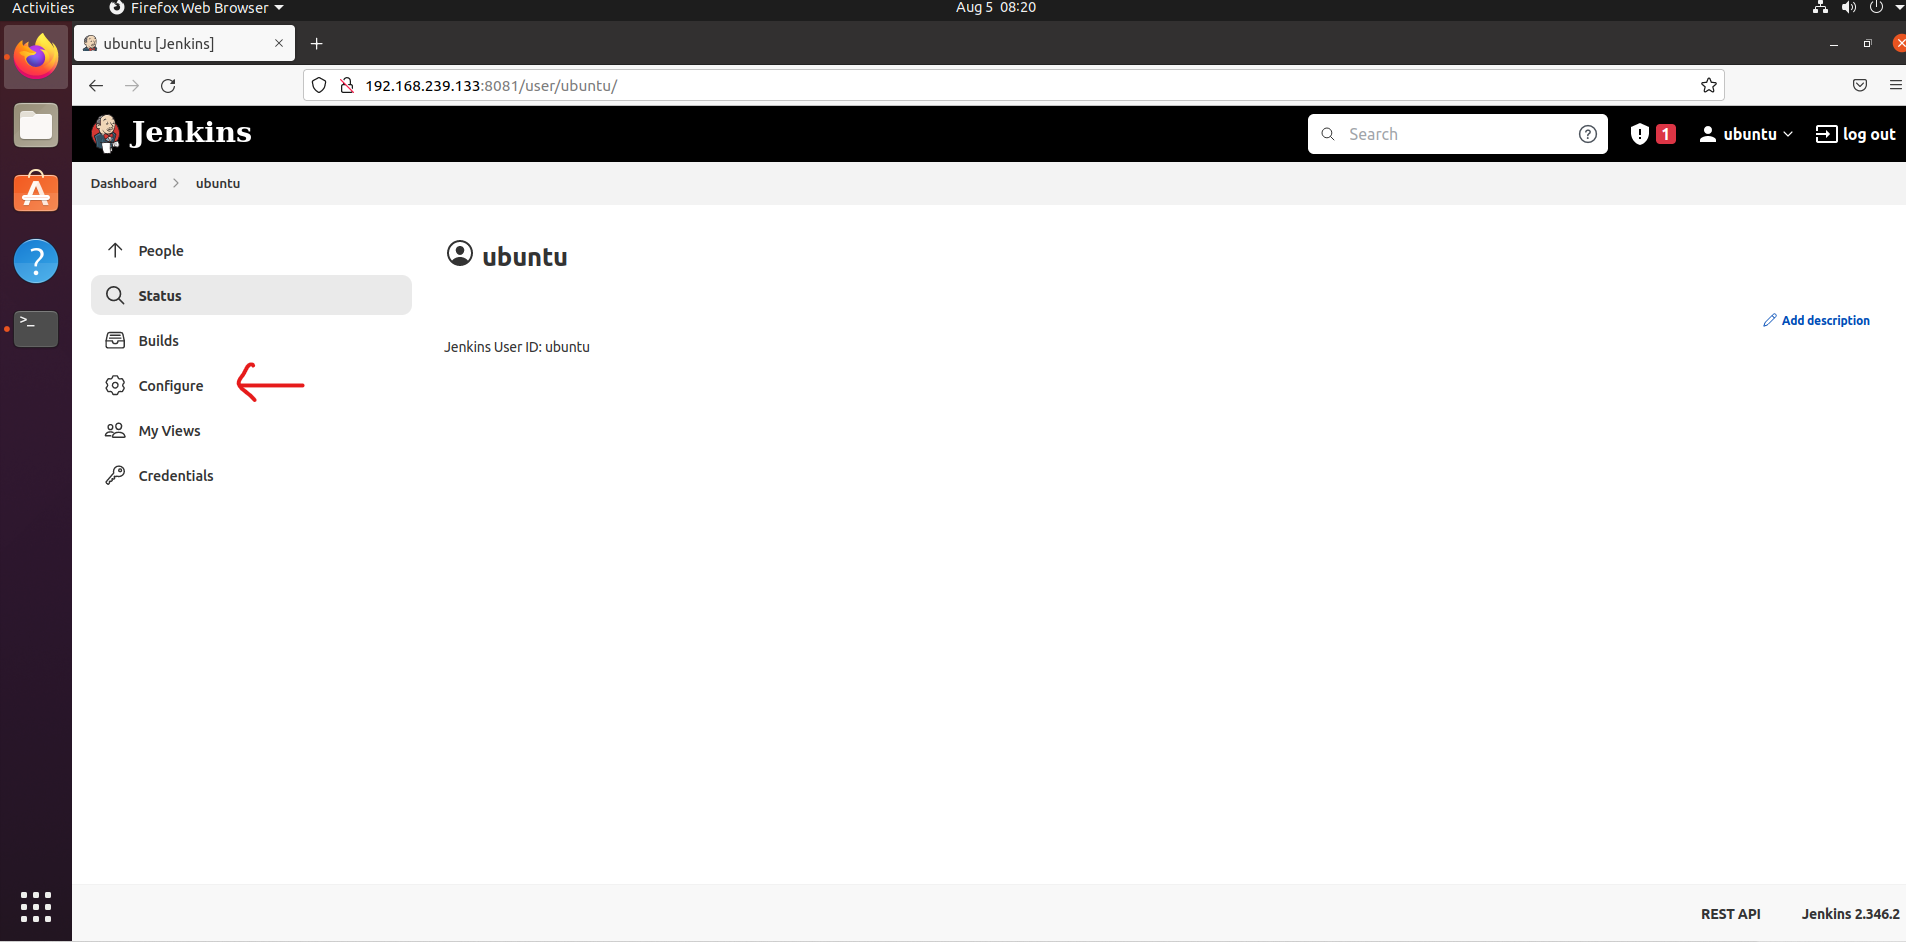 Activities Firefox Web Browser Aug 5 08:20
ubuntu [Jenkins]
192.168.239.133:8081/user/ubuntu/
Jenkins Search 1 ubuntu log out
Dashboard ubuntu
People
Status
Builds
Configure
My Views
Credentials
ubuntu
Add description
Jenkins User ID: ubuntu
REST API Jenkins 2.346.2